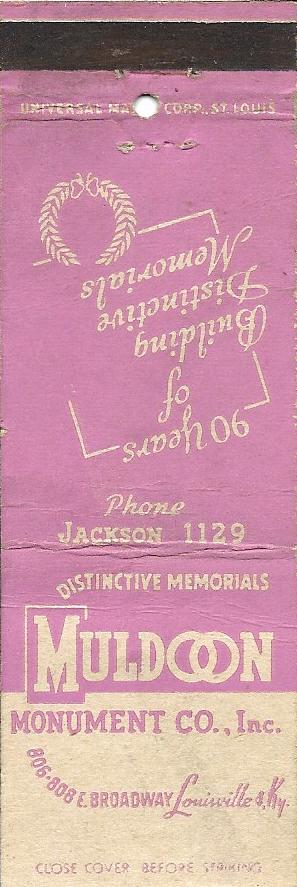 UNIVERSAL MA CORP., ST. LOUIS
90 Years
of
Building
Distinctive
Memorials
Phone
JACKSON 1129
DISTINCTIVE MEMORIALS
MULDOON
MONUMENT CO., Inc.
806-808 E. BROADWAY Louisville 4, Ky.
CLOSE COVER BEFORE STRIKING